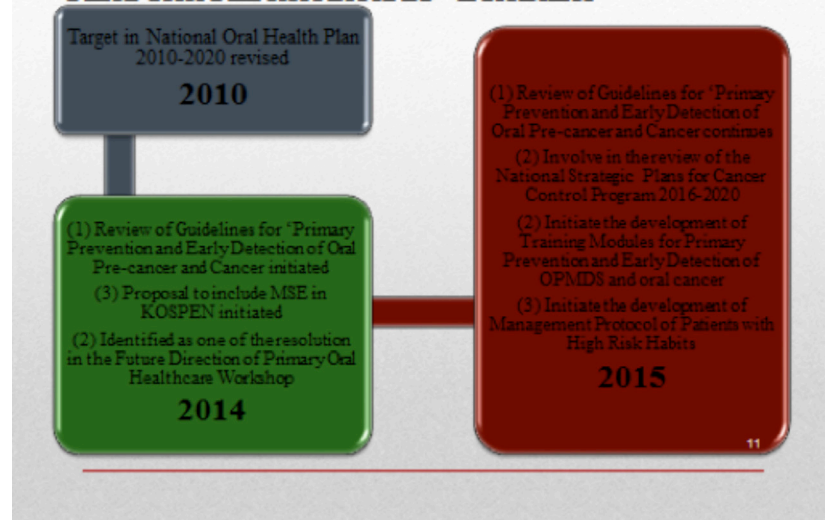 Target in National Oral Health Plan
2010-2020 revised
2010
(1) Review of Guidelines for ‘Primary
Prevention and Early Detection of Oral
Pre-cancer and Cancer initiated
(3) Proposal to include MSE in
KOSPEN initiated
(2) Identified as one of the resolution
in the Future Direction of Primary Oral
Healthcare Workshop
2014
(1) Review of Guidelines for ‘Primary
Prevention and Early Detection of
Oral Pre-cancer and Cancer continues
(2) Involve in the review of the
National Strategic Plans for Cancer
Control Program 2016-2020
(2) Initiate the development of
Training Modules for Primary
Prevention and Early Detection of
OPMDS and oral cancer
(3) Initiate the development of
Management Protocol of Patients with
High Risk Habits
2015
11